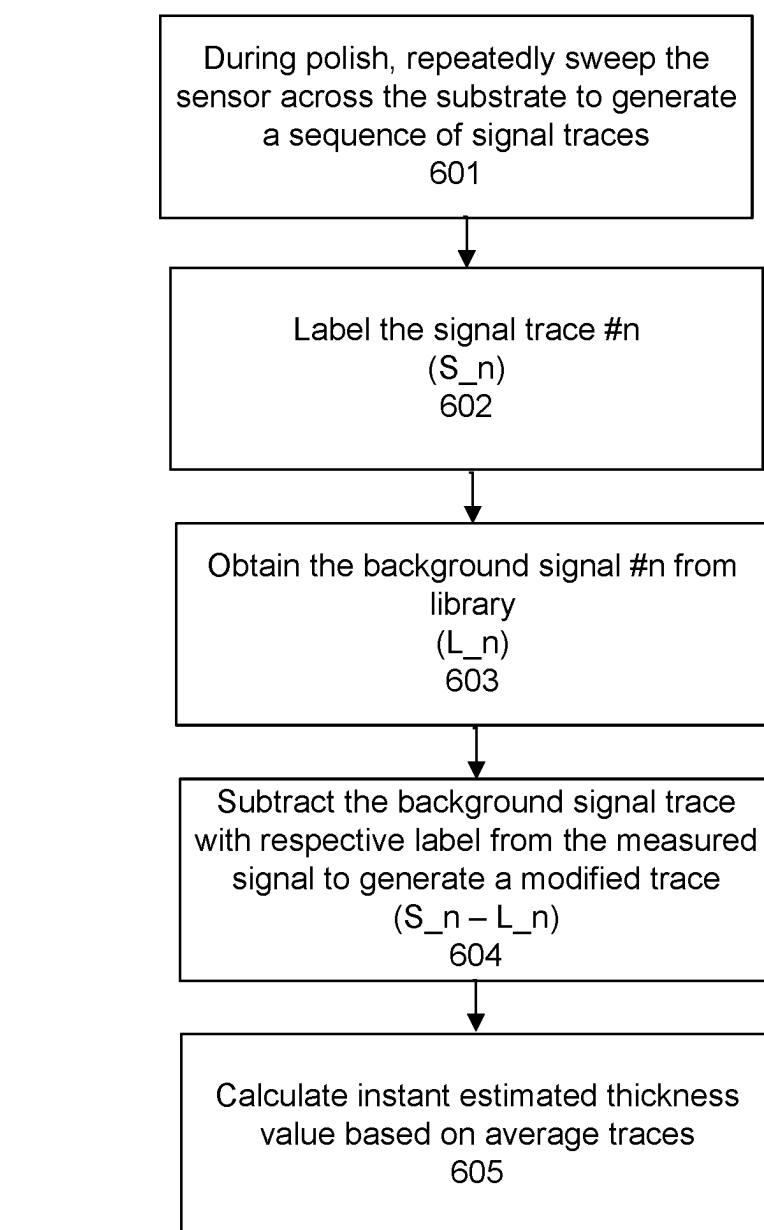 During polish, repeatedly sweep the
sensor across the substrate to generate
a sequence of signal traces
601
Label the signal trace #n
(S_n)
602
Obtain the background signal #n from
library
(L_n)
603
Subtract the background signal trace
with respective label from the measured
signal to generate a modified trace
(S_n – L_n)
604
Calculate instant estimated thickness
value based on average traces
605